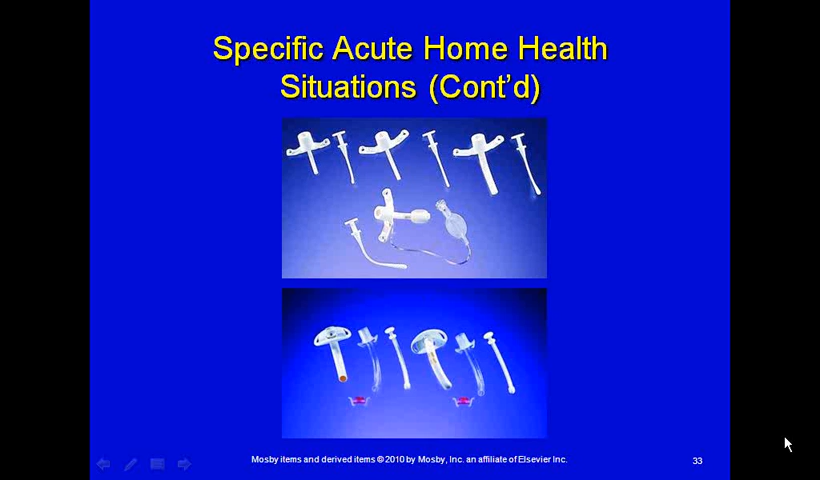 Specific Acute Home Health
Situations (Cont’d)
Mosby items and derived items © 2010 by Mosby, Inc. an affiliate of Elsevier Inc.
33